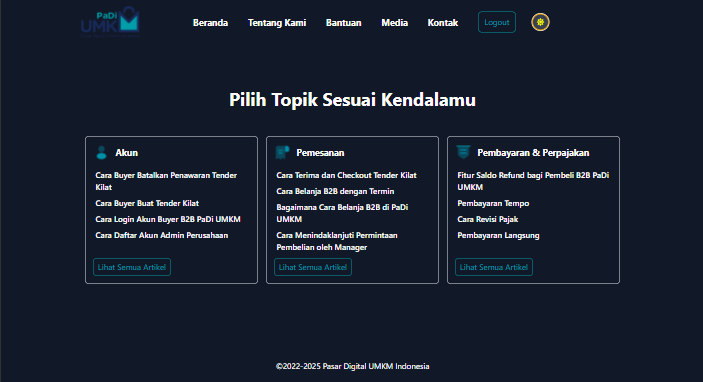 PaDi
UMKM
Beranda Tentang Kami Bantuan Media Kontak Logout
Pilih Topik Sesuai Kendalamu
Akun
Cara Buyer Batalkan Penawaran Tender
Kilat
Cara Buyer Buat Tender Kilat
Cara Login Akun Buyer B2B PaDi UMKM
Cara Daftar Akun Admin Perusahaan
Lihat Semua Artikel
Pemesanan
Cara Terima dan Checkout Tender Kilat
Cara Belanja B2B dengan Termin
Bagaimana Cara Belanja B2B di PaDi
UMKM
Cara Menindaklanjuti Permintaan
Pembelian oleh Manager
Lihat Semua Artikel
Pembayaran & Perpajakan
Fitur Saldo Refund bagi Pembeli B2B PaDi
UMKM
Pembayaran Tempo
Cara Revisi Pajak
Pembayaran Langsung
Lihat Semua Artikel
©2022-2025 Pasar Digital UMKM Indonesia